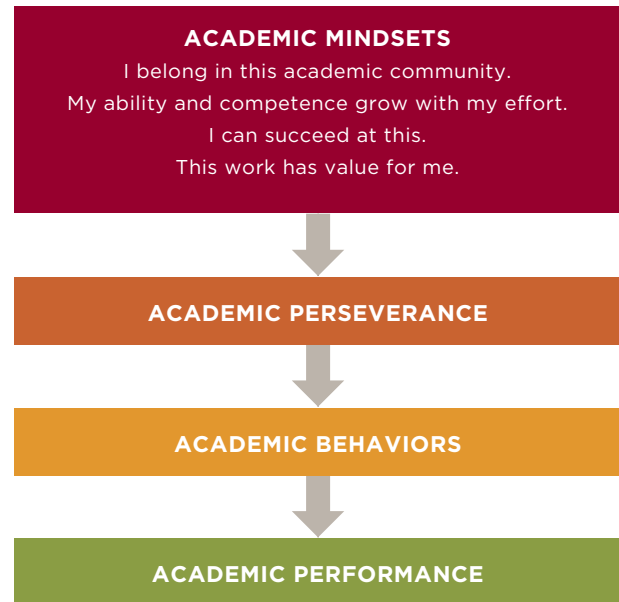 ACADEMIC MINDSETS
I belong in this academic community.
My ability and competence grow with my effort.
I can succeed at this.
This work has value for me.
ACADEMIC PERSEVERANCE
ACADEMIC BEHAVIORS
ACADEMIC PERFORMANCE